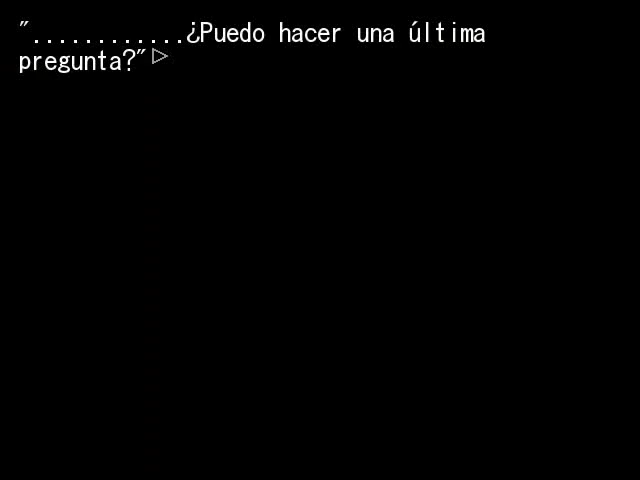 "............¿Puedo hacer una última
pregunta?"